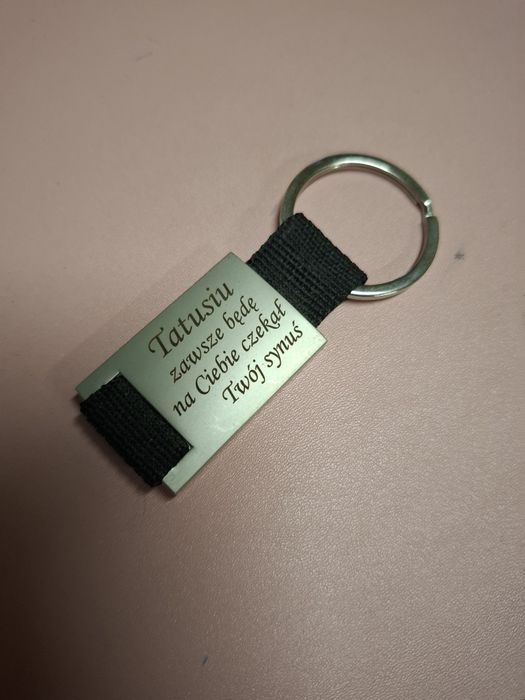 Tatusiu
zawsze będę
na Ciebie czekał
Twój synuś